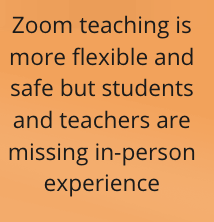 Zoom teaching is
more flexible and
safe but students
and teachers are
missing in-person
experience